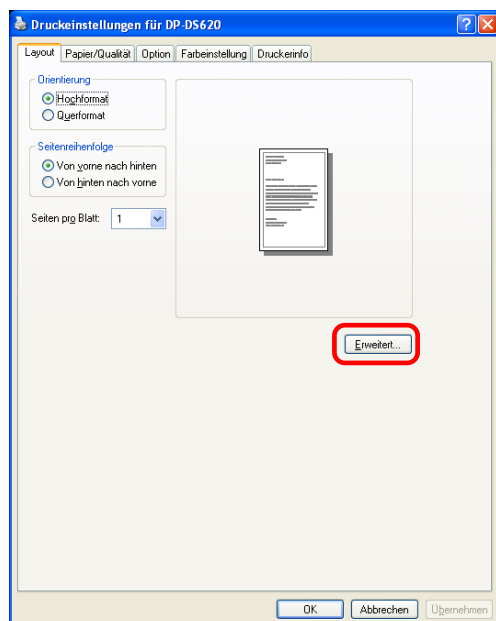 Druckeinstellungen für DP-DS620
Layout Papier/Qualität Option Farbeinstellung Druckerinfo
Orientierung
Hochformat
Querformat
Seitenreihenfolge
Von vorne nach hinten
Von hinten nach vorne
Seiten pro Blatt: 1
Erweitert...
OK Abbrechen Übernehmen